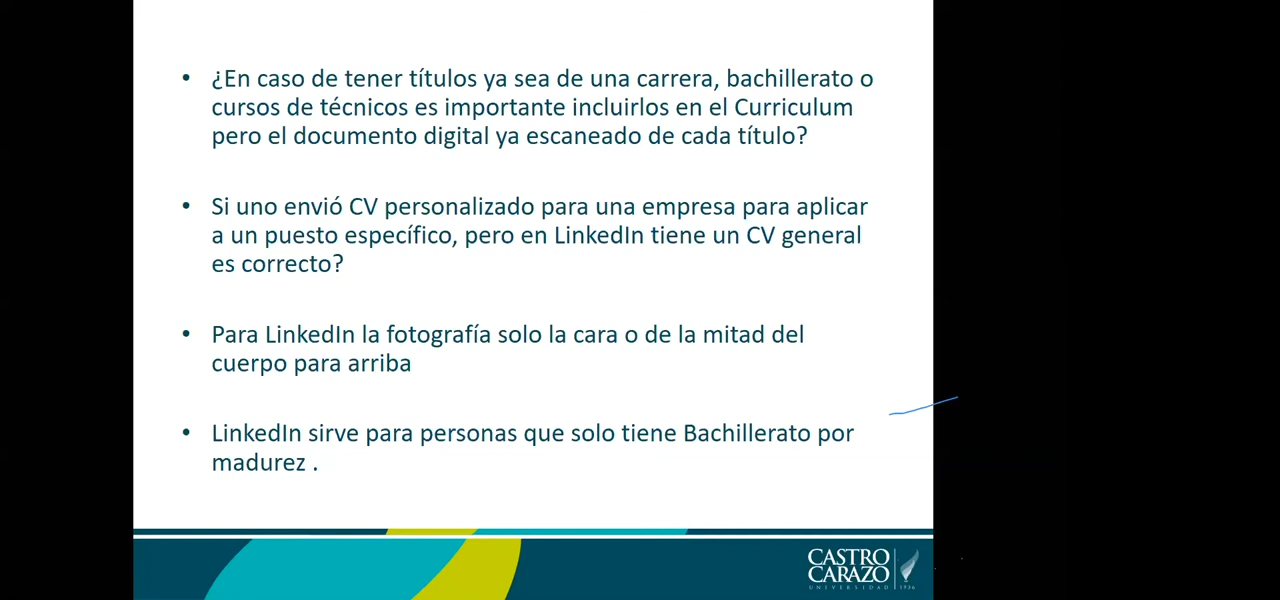 • ¿En caso de tener títulos ya sea de una carrera, bachillerato o
cursos de técnicos es importante incluirlos en el Curriculum
pero el documento digital ya escaneado de cada título?
• Si uno envió CV personalizado para una empresa para aplicar
a un puesto específico, pero en LinkedIn tiene un CV general
es correcto?
• Para LinkedIn la fotografía solo la cara o de la mitad del
cuerpo para arriba
• LinkedIn sirve para personas que solo tiene Bachillerato por
madurez .
CASTRO
CARAZO
UNIVERSIDAD 1936